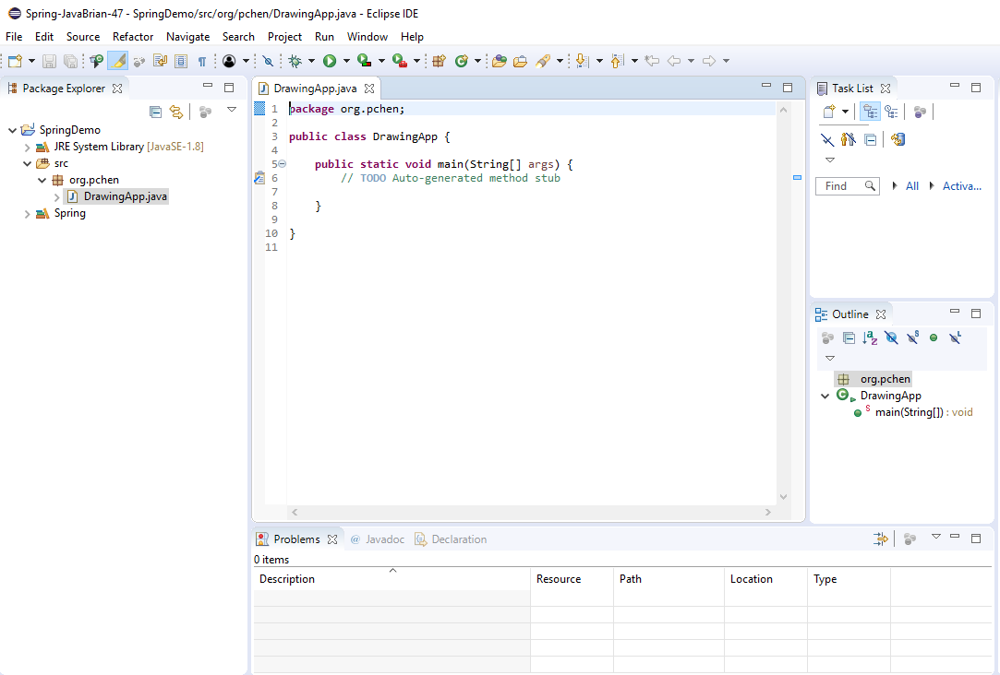 Spring-JavaBrian-47 - SpringDemo/src/org/pchen/DrawingApp.java - Eclipse IDE
File Edit Source Refactor Navigate Search Project Run Window Help
Package Explorer
SpringDemo
JRE System Library [JavaSE-1.8]
src
org.pchen
DrawingApp.java
Spring
DrawingApp.java
1 package org.pchen;
2
3 public class DrawingApp {
4
5 public static void main(String[] args) {
6 // TODO Auto-generated method stub
7
8 }
9
10 }
11
Task List
Find All Activa...
Outline
org.pchen
DrawingApp
main(String[]) : void
Problems @ Javadoc Declaration
0 items
Description Resource Path Location Type